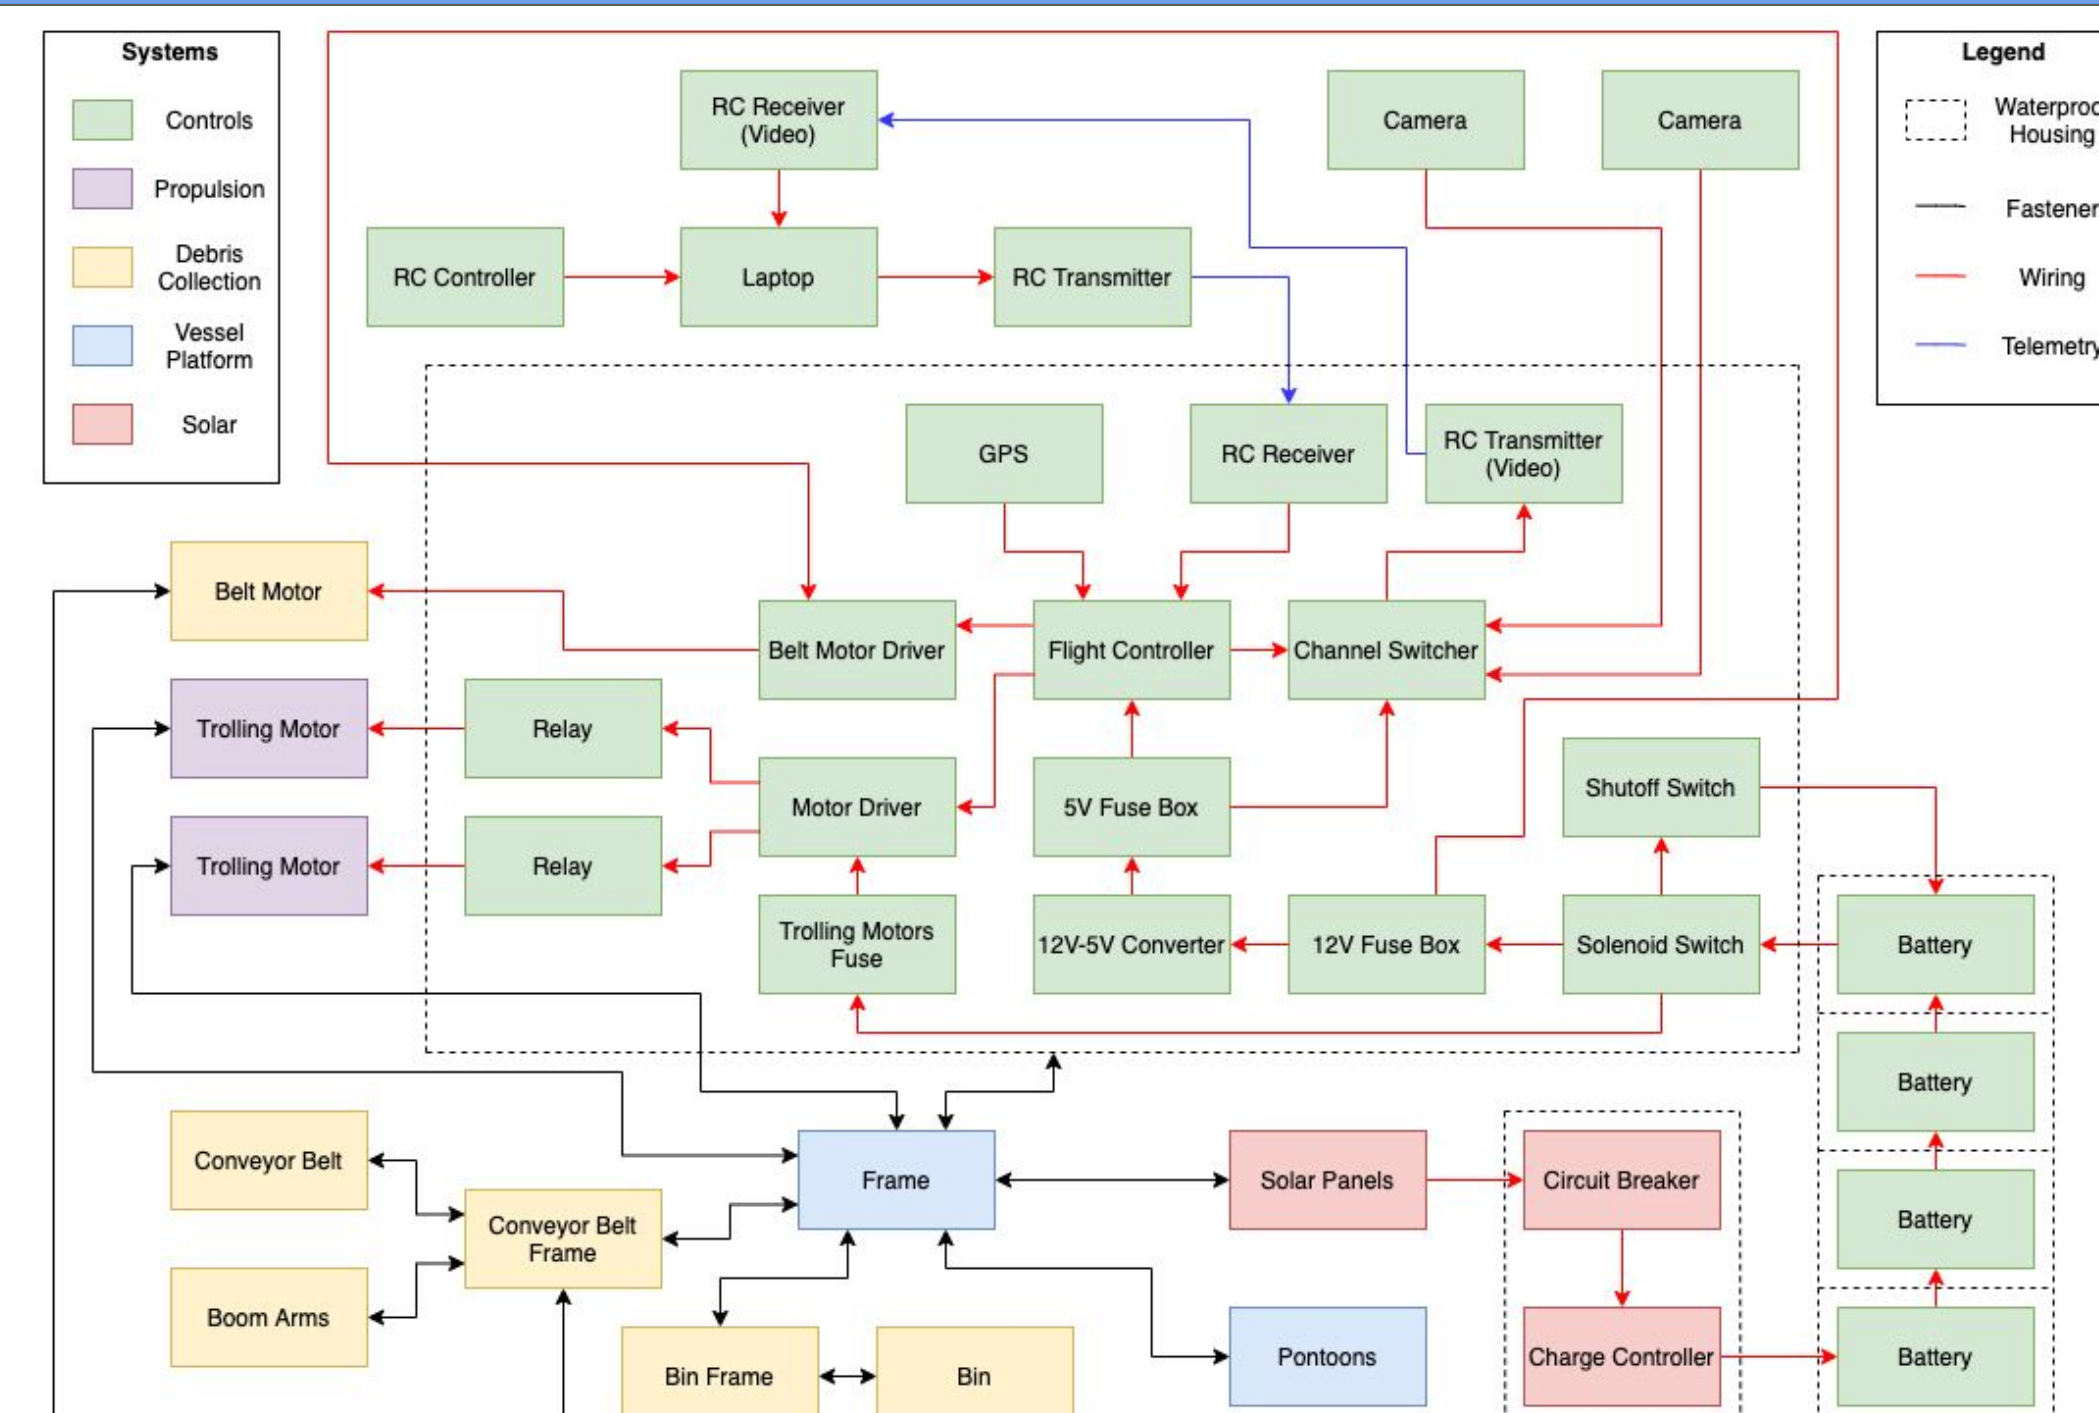 Systems
Controls
Propulsion
Debris
Collection
Vessel
Platform
Solar
Legend
Waterproo
Housing
Fastener
Wiring
Telemetry
RC Receiver
(Video)
Camera
Camera
RC Controller
Laptop
RC Transmitter
GPS
RC Receiver
RC Transmitter
(Video)
Belt Motor
Belt Motor Driver
Flight Controller
Channel Switcher
Trolling Motor
Relay
Motor Driver
5V Fuse Box
Shutoff Switch
Trolling Motor
Relay
Trolling Motors
Fuse
12V-5V Converter
12V Fuse Box
Solenoid Switch
Battery
Battery
Conveyor Belt
Frame
Solar Panels
Circuit Breaker
Battery
Conveyor Belt
Frame
Boom Arms
Bin Frame
Bin
Pontoons
Charge Controller
Battery